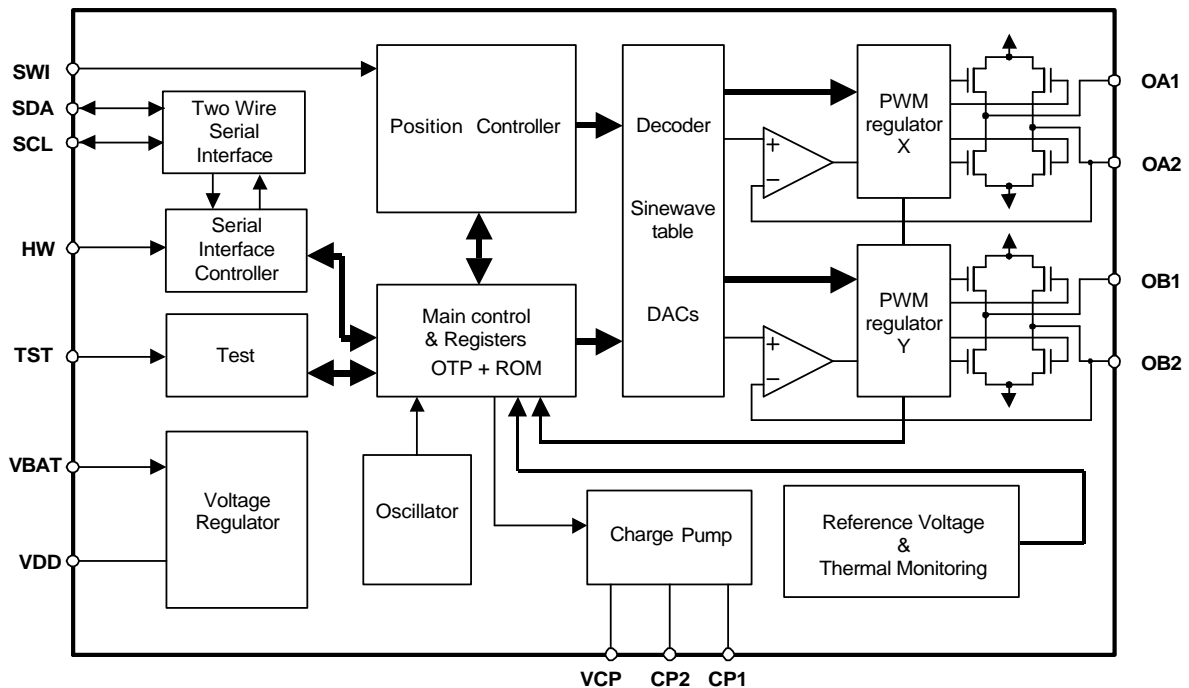 SWI
SDA
SCL
HW
TST
VBAT
VDD
Two Wire
Serial
Interface
Serial
Interface
Controller
Test
Voltage
Regulator
Position Controller
Main control
& Registers
OTP + ROM
Oscillator
Charge Pump
Decoder
Sinewave
table
DACs
+
−
+
−
PWM
regulator
X
PWM
regulator
Y
Reference Voltage
&
Thermal Monitoring
OA1
OA2
OB1
OB2
VCP
CP2
CP1